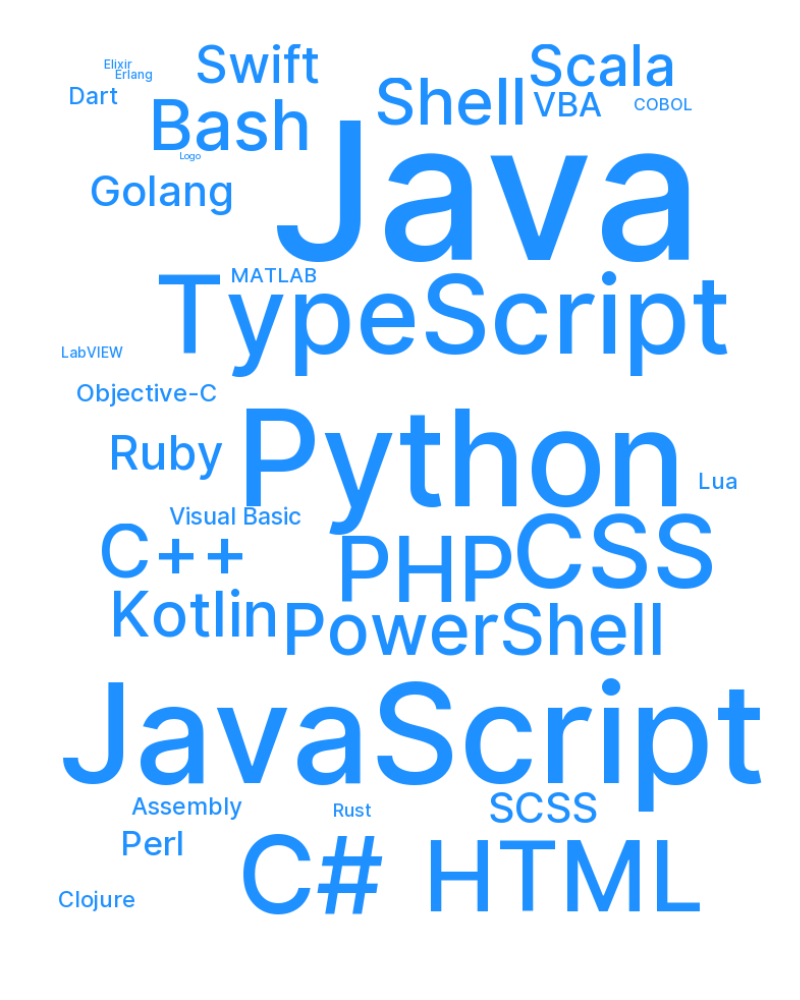 Swift
Scala
Elixir
Erlang
Dart
Shell
VBA
COBOL
Bash
Logo
Java
Golang
MATLAB
TypeScript
LabVIEW
Objective-C
Ruby
Python
Lua
Visual Basic
C++
PHP
CSS
Kotlin
PowerShell
JavaScript
Assembly
Rust
SCSS
Perl
C#
HTML
Clojure